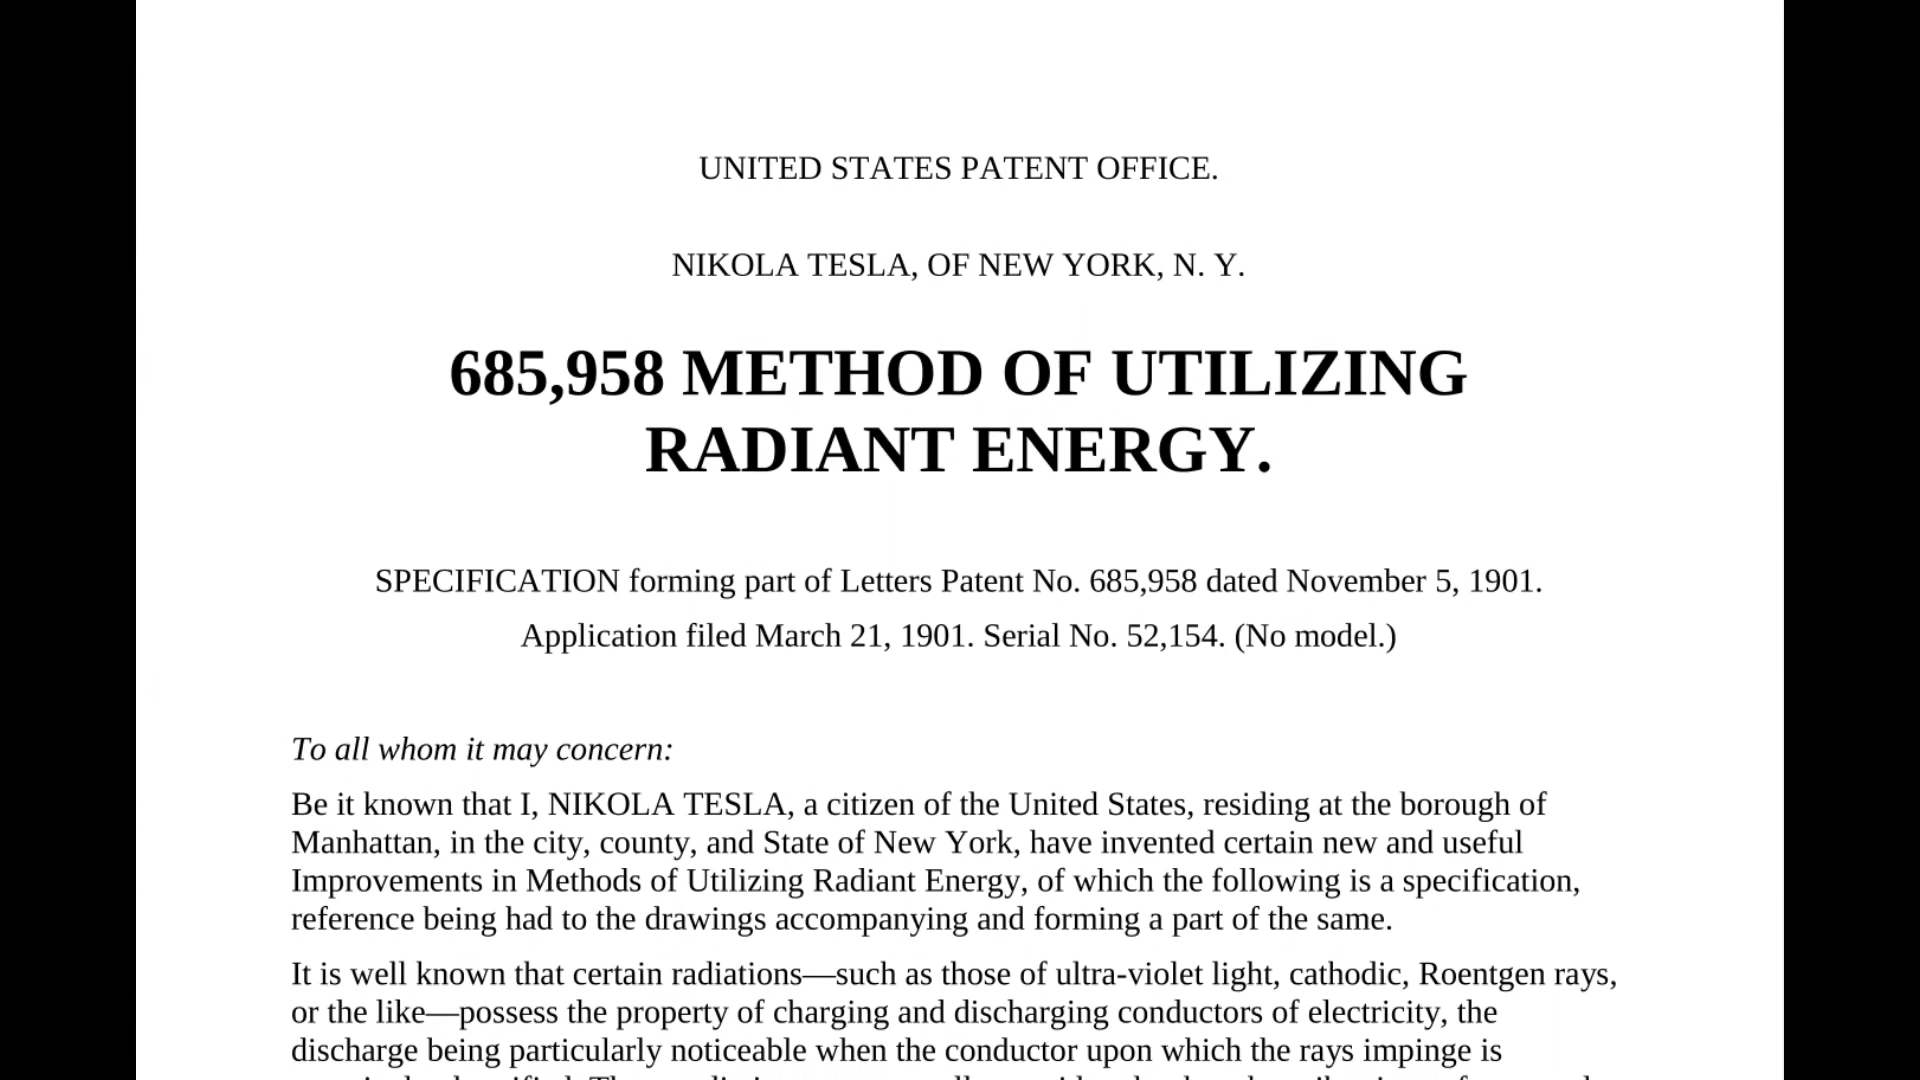 UNITED STATES PATENT OFFICE.
NIKOLA TESLA, OF NEW YORK, N. Y.
685,958 METHOD OF UTILIZING
RADIANT ENERGY.
SPECIFICATION forming part of Letters Patent No. 685,958 dated November 5, 1901.
Application filed March 21, 1901. Serial No. 52,154. (No model.)
To all whom it may concern:
Be it known that I, NIKOLA TESLA, a citizen of the United States, residing at the borough of
Manhattan, in the city, county, and State of New York, have invented certain new and useful
Improvements in Methods of Utilizing Radiant Energy, of which the following is a specification,
reference being had to the drawings accompanying and forming a part of the same.
It is well known that certain radiations—such as those of ultra-violet light, cathodic, Roentgen rays,
or the like—possess the property of charging and discharging conductors of electricity, the
discharge being particularly noticeable when the conductor upon which the rays impinge is